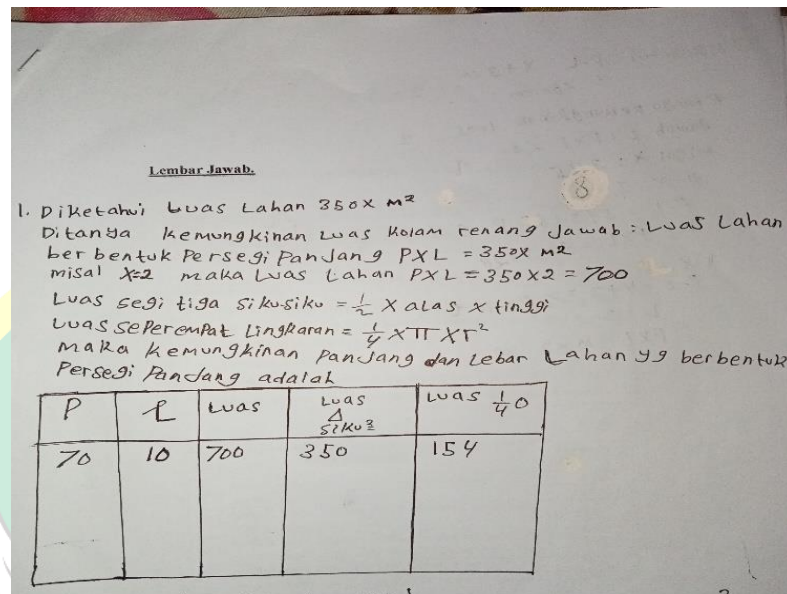 Lembar Jawab.
8
1. Diketahui Luas Lahan 350X M²
Ditanya Kemungkinan Luas Kolam renang Jawab : Luas Lahan
berbentuk Persegi Panjang PXL = 350X M²
misal X=2 maka Luas Lahan PXL = 350X2 = 700
Luas segi tiga siku-siku = 1/2 X alas x tinggi
Luas seperempat Lingkaran = 1/4 XπXr²
maka kemungkinan Panjang dan Lebar Lahan yg berbentuk
Persegi Panjang adalah
P L Luas Luas Δ siku² Luas 1/4 O
70 10 700 350 154